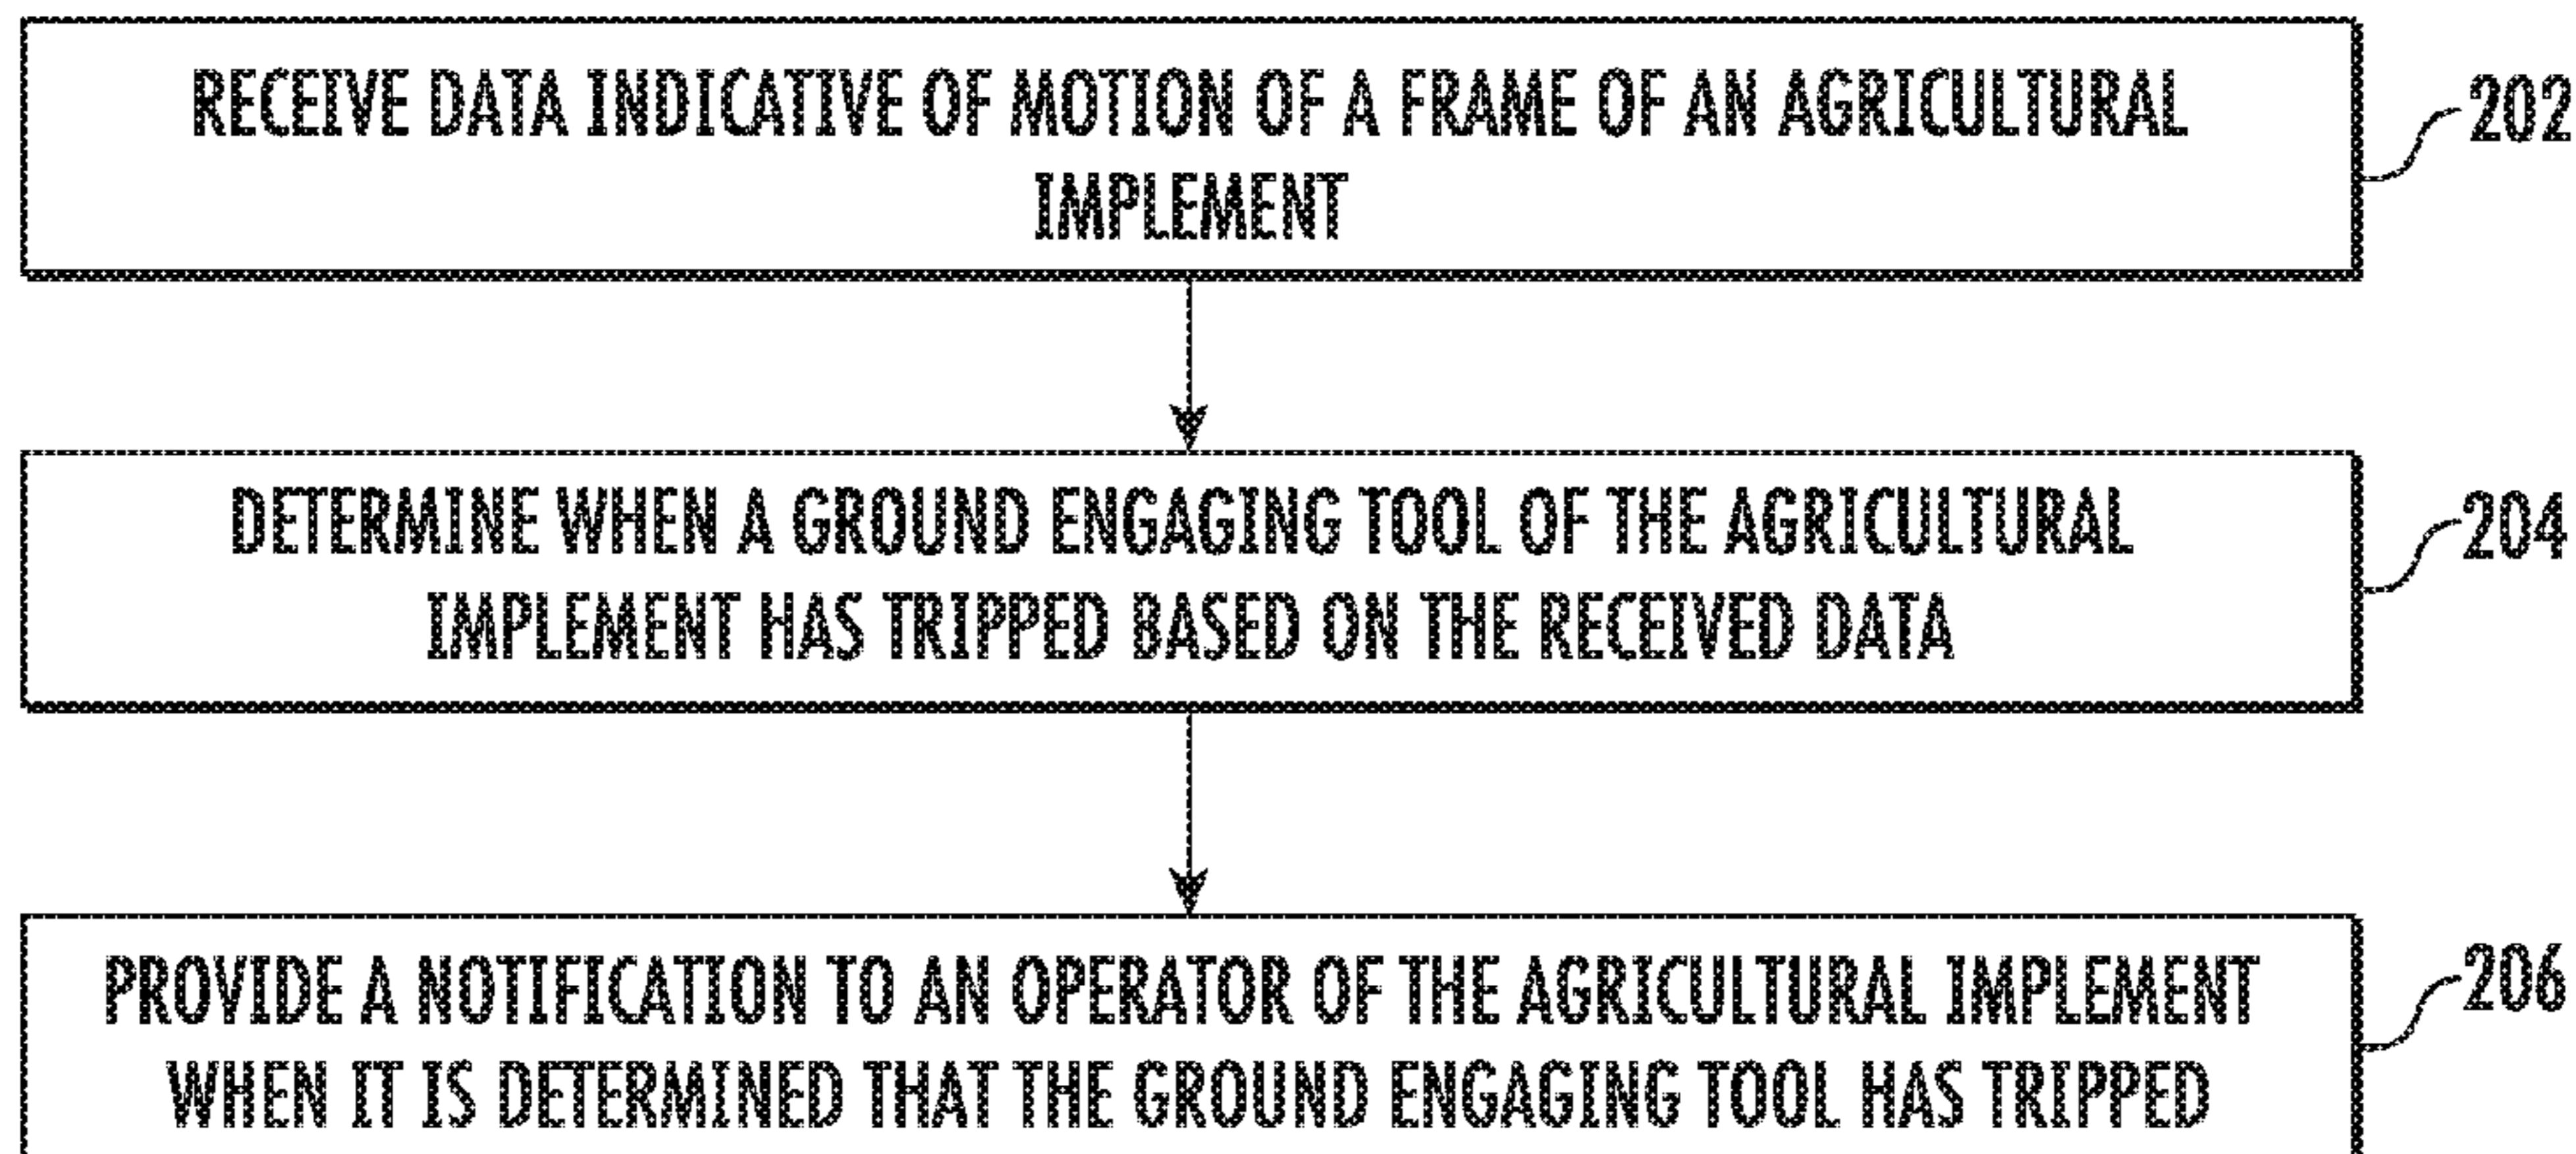 RECEIVE DATA INDICATIVE OF MOTION OF A FRAME OF AN AGRICULTURAL
IMPLEMENT
202
DETERMINE WHEN A GROUND ENGAGING TOOL OF THE AGRICULTURAL
IMPLEMENT HAS TRIPPED BASED ON THE RECEIVED DATA
204
PROVIDE A NOTIFICATION TO AN OPERATOR OF THE AGRICULTURAL IMPLEMENT
WHEN IT IS DETERMINED THAT THE GROUND ENGAGING TOOL HAS TRIPPED
206